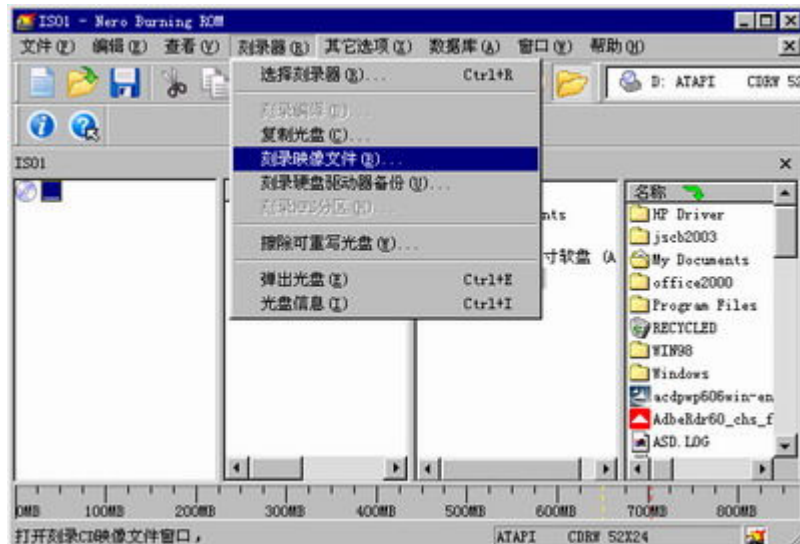 ISO1 - Nero Burning ROM
文件(F) 编辑(E) 查看(V) 刻录器(R) 其它选项(X) 数据库(A) 窗口(W) 帮助(H)
选择刻录器(R)... Ctrl+R
D: ATAPI CDRW 52
刻录编译(D)...
复制光盘(C)...
刻录映像文件(B)...
刻录硬盘驱动器备份(U)...
擦除可重写光盘(Y)...
弹出光盘(E) Ctrl+E
光盘信息(I) Ctrl+I
ISO1
nts
寸软盘 (A
名称
HP Driver
jscb2003
My Documents
office2000
Program Files
RECYCLED
WIN98
Windows
acdpwp606win-en
AdbeRdr60_chs_f
ASD.LOG
0MB 100MB 200MB 300MB 400MB 500MB 600MB 700MB 800MB
打开刻录CD映像文件窗口, ATAPI CDRW 52X24